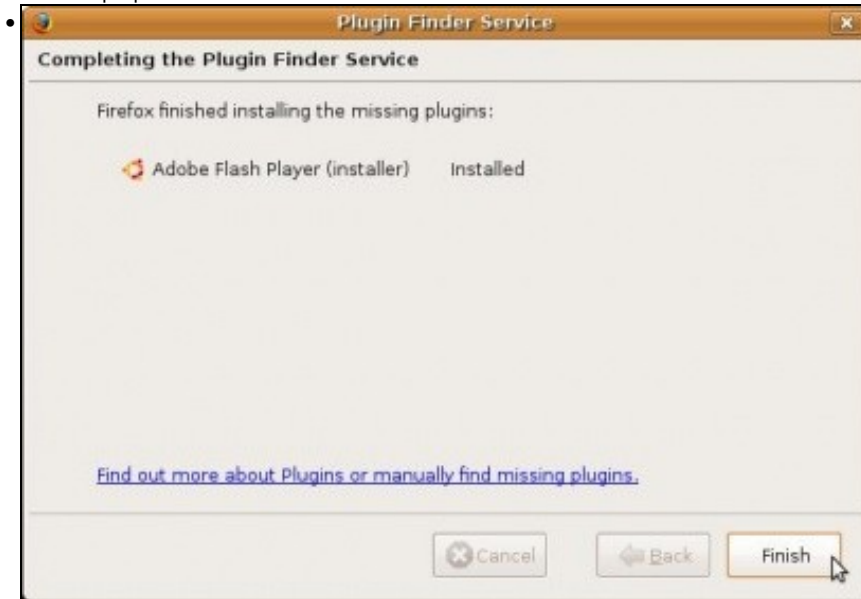 Plugin Finder Service
Completing the Plugin Finder Service
Firefox finished installing the missing plugins:
Adobe Flash Player (installer) Installed
Find out more about Plugins or manually find missing plugins.
Cancel Back Finish